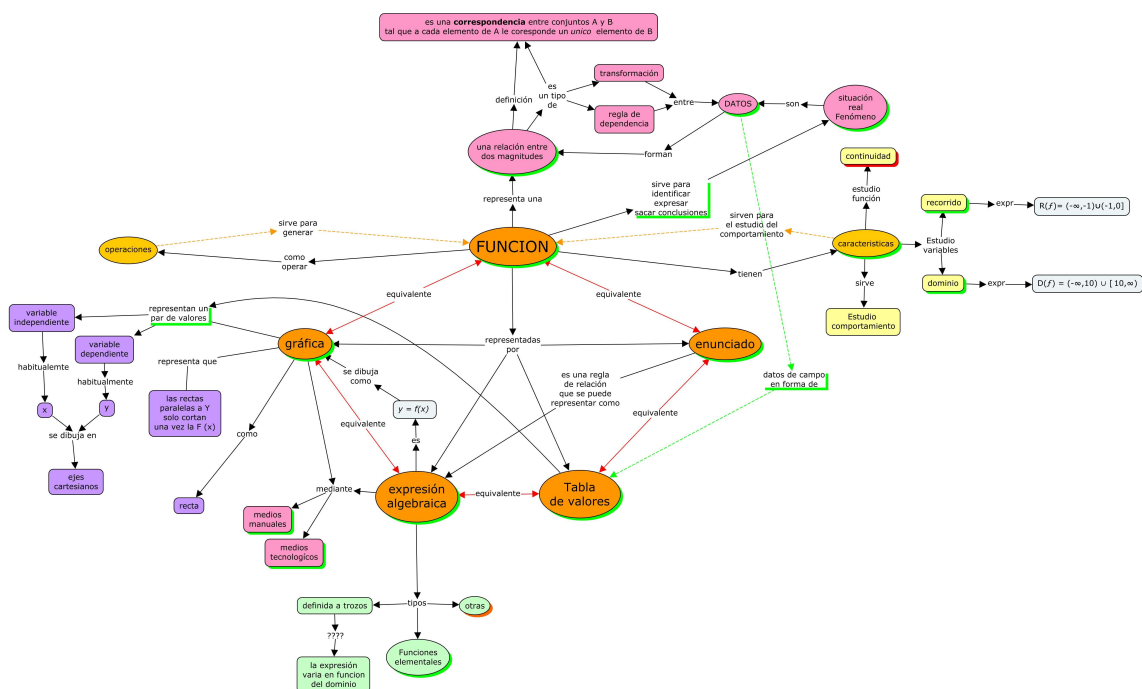 es una correspondencia entre conjuntos A y B
tal que a cada elemento de A le coresponde un unico elemento de B
transformación
es
un tipo
de
definición
entre
DATOS
son
situación
real
Fenómeno
regla de
dependencia
una relación entre
dos magnitudes
forman
continuidad
sirve para
identificar
expresar
sacar conclusiones
estudio
función
representa una
recorrido
expr
R(ƒ)= (-∞,-1)∪(-1,0]
sirve para
generar
sirven para
el estudio del
comportamiento
operaciones
FUNCION
caracteristicas
Estudio
variables
como
operar
tienen
sirve
dominio
expr
D(ƒ) = (-∞,10) ∪ [ 10,∞)
equivalente
equivalente
variable
independiente
representan un
par de valores
Estudio
comportamiento
variable
dependiente
gráfica
representadas
por
enunciado
representa que
habitualemte
se dibuja
como
es una regla
de relación
que se puede
representar como
datos de campo
en forma de
habitualmente
las rectas
paralelas a Y
solo cortan
una vez la F (x)
x
y
y = f(x)
equivalente
equivalente
se dibuja en
como
es
ejes
cartesianos
mediante
expresión
algebraica
equivalente
Tabla
de valores
recta
medios
manuales
medios
tecnologícos
definida a trozos
tipos
otras
????
Funciones
elementales
la expresión
varia en funcion
del dominio